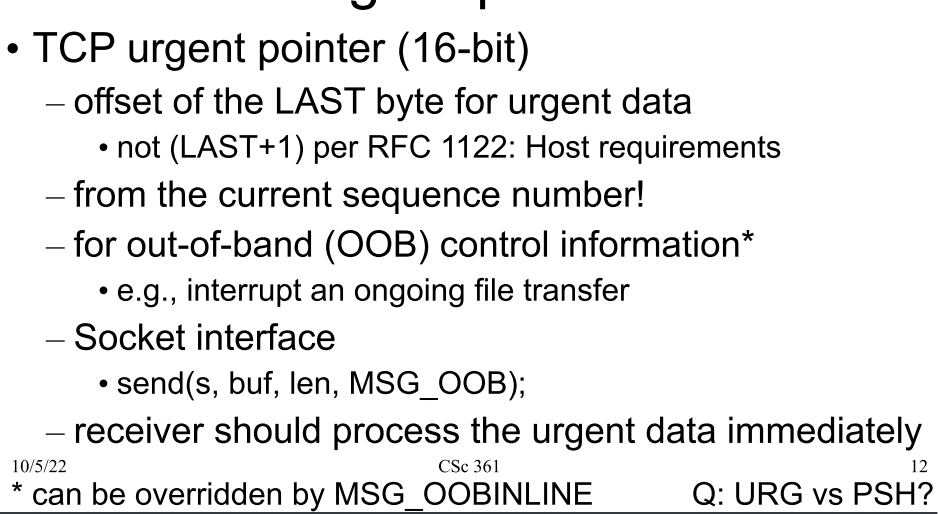 • TCP urgent pointer (16-bit)
– offset of the LAST byte for urgent data
• not (LAST+1) per RFC 1122: Host requirements
– from the current sequence number!
– for out-of-band (OOB) control information*
• e.g., interrupt an ongoing file transfer
– Socket interface
• send(s, buf, len, MSG_OOB);
– receiver should process the urgent data immediately
10/5/22 CSc 361 12
* can be overridden by MSG_OOBINLINE Q: URG vs PSH?